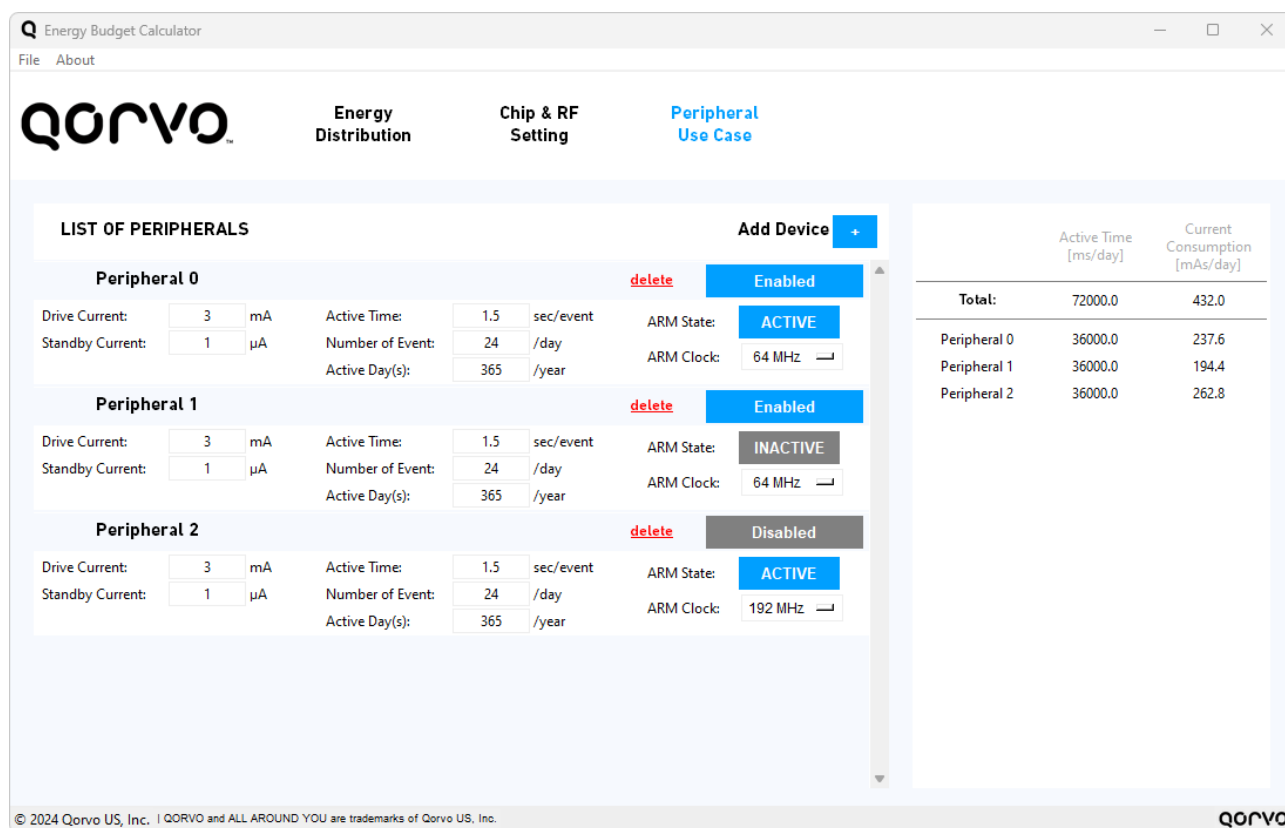 Q Energy Budget Calculator
File About
QORVO™
Energy Distribution
Chip & RF Setting
Peripheral Use Case
LIST OF PERIPHERALS
Add Device +
Peripheral 0 delete Enabled
Drive Current: 3 mA Active Time: 1.5 sec/event ARM State: ACTIVE
Standby Current: 1 µA Number of Event: 24 /day ARM Clock: 64 MHz
Active Day(s): 365 /year
Peripheral 1 delete Enabled
Drive Current: 3 mA Active Time: 1.5 sec/event ARM State: INACTIVE
Standby Current: 1 µA Number of Event: 24 /day ARM Clock: 64 MHz
Active Day(s): 365 /year
Peripheral 2 delete Disabled
Drive Current: 3 mA Active Time: 1.5 sec/event ARM State: ACTIVE
Standby Current: 1 µA Number of Event: 24 /day ARM Clock: 192 MHz
Active Day(s): 365 /year
Active Time [ms/day]
Current Consumption [mAs/day]
Total: 72000.0 432.0
Peripheral 0 36000.0 237.6
Peripheral 1 36000.0 194.4
Peripheral 2 36000.0 262.8
© 2024 Qorvo US, Inc. | QORVO and ALL AROUND YOU are trademarks of Qorvo US, Inc.
QORVO